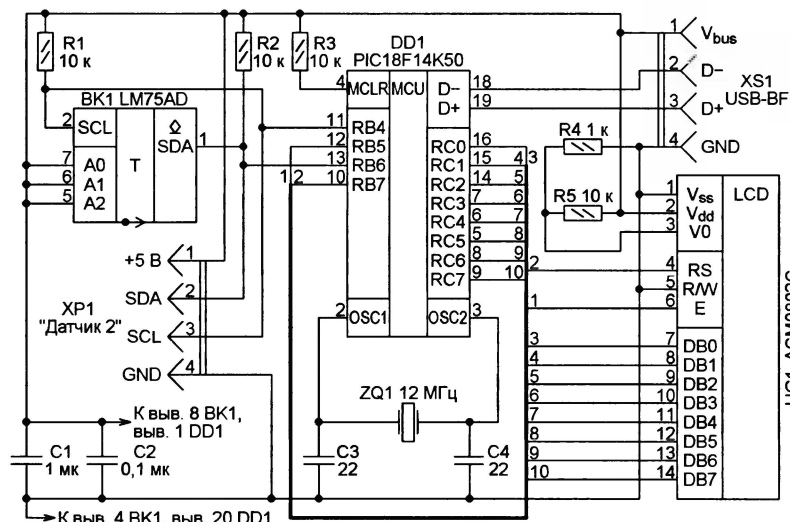 DD1
PIC18F14K50
R1
10 к
R2
10 к
R3
10 к
BK1 LM75AD
2 SCL
SDA 1
T
7 A0
6 A1
5 A2
4 MCLR MCU D– 18
D+ 19
11 RB4
12 RB5
13 RB6
10 RB7
1 2
RC0 16
RC1 15 4 3
RC2 14 5
RC3 7 6
RC4 6 7
RC5 5 8
RC6 8 9
RC7 9 10
2 OSC1 OSC2 3
1 Vbus
2 D–
3 D+
4 GND
XS1
USB-BF
R4 1 к
R5 10 к
+5 В 1
SDA 2
SCL 3
GND 4
XP1
"Датчик 2"
ZQ1 12 МГц
К выв. 8 BK1,
выв. 1 DD1
C1
1 мк
C2
0,1 мк
C3
22
C4
22
К выв. 4 BK1, выв. 20 DD1
LCD
1 Vss
2 Vdd
3 V0
2 4 RS
5 R/W
1 6 E
3 7 DB0
4 8 DB1
5 9 DB2
6 10 DB3
7 11 DB4
8 12 DB5
9 13 DB6
10 14 DB7